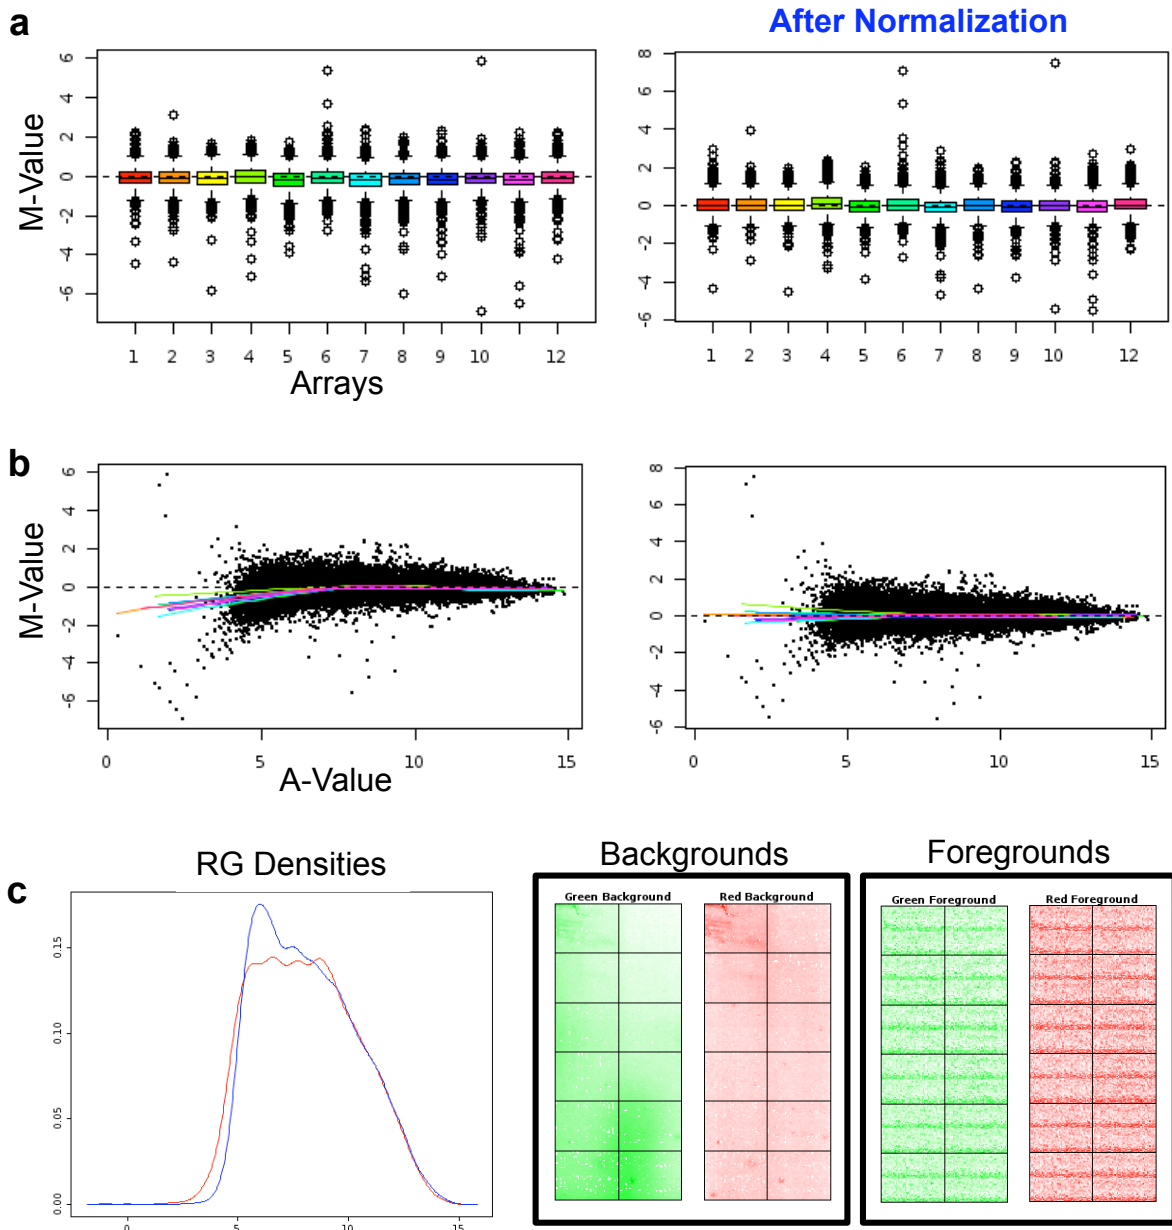 a
After Normalization
M-Value
6
4
2
0
-2
-4
-6
1 2 3 4 5 6 7 8 9 10 12
Arrays
8
6
4
2
0
-2
-4
-6
1 2 3 4 5 6 7 8 9 10 12
b
M-Value
6
4
2
0
-2
-4
-6
0 5 10 15
A-Value
8
6
4
2
0
-2
-4
-6
0 5 10 15
c
RG Densities
0.15
0.10
0.05
0.00
0 5 10 15
Backgrounds
Green Background Red Background
Foregrounds
Green Foreground Red Foreground